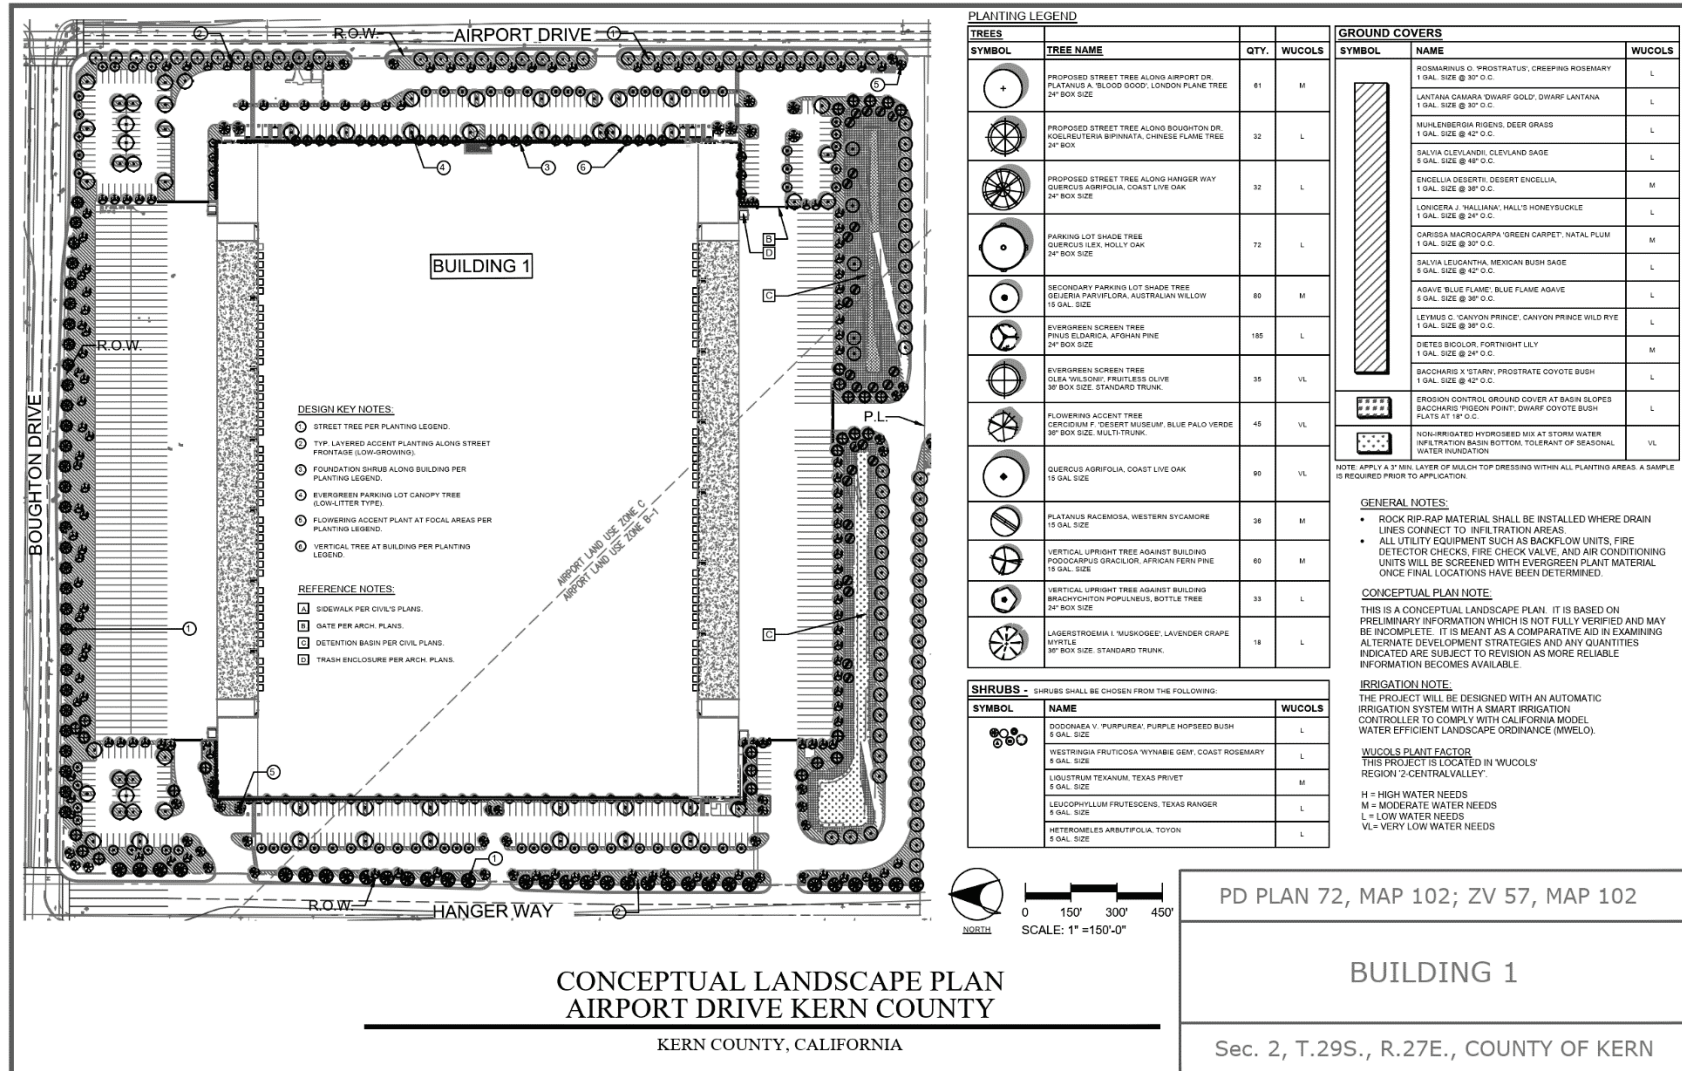 R.O.W.
AIRPORT DRIVE
2
1
5
4
3
6
B
D
C
BUILDING 1
R.O.W.
BOUGHTON DRIVE
P.L.
AIRPORT LAND USE ZONE C
AIRPORT LAND USE ZONE B-1
DESIGN KEY NOTES:
1 STREET TREE PER PLANTING LEGEND.
2 TYP. LAYERED ACCENT PLANTING ALONG STREET
FRONTAGE (LOW-GROWING).
3 FOUNDATION SHRUB ALONG BUILDING PER
PLANTING LEGEND.
4 EVERGREEN PARKING LOT CANOPY TREE
(LOW-LITTER TYPE).
5 FLOWERING ACCENT PLANT AT FOCAL AREAS PER
PLANTING LEGEND.
6 VERTICAL TREE AT BUILDING PER PLANTING
LEGEND.
REFERENCE NOTES:
A SIDEWALK PER CIVIL'S PLANS.
B GATE PER ARCH. PLANS.
C DETENTION BASIN PER CIVIL PLANS.
D TRASH ENCLOSURE PER ARCH. PLANS.
1
C
5
1
R.O.W.
HANGER WAY
2
PLANTING LEGEND
TREES
SYMBOL TREE NAME QTY. WUCOLS
PROPOSED STREET TREE ALONG AIRPORT DR.
PLATANUS A. 'BLOOD GOOD', LONDON PLANE TREE 61 M
24" BOX SIZE
PROPOSED STREET TREE ALONG BOUGHTON DR.
KOELREUTERIA BIPINNATA, CHINESE FLAME TREE 32 L
24" BOX
PROPOSED STREET TREE ALONG HANGER WAY
QUERCUS AGRIFOLIA, COAST LIVE OAK 32 L
24" BOX SIZE
PARKING LOT SHADE TREE
QUERCUS ILEX, HOLLY OAK 72 L
24" BOX SIZE
SECONDARY PARKING LOT SHADE TREE
GEIJERIA PARVIFLORA, AUSTRALIAN WILLOW 80 M
15 GAL. SIZE
EVERGREEN SCREEN TREE
PINUS ELDARICA, AFGHAN PINE 185 L
24" BOX SIZE
EVERGREEN SCREEN TREE
OLEA 'WILSONII', FRUITLESS OLIVE 35 VL
36" BOX SIZE. STANDARD TRUNK.
FLOWERING ACCENT TREE
CERCIDIUM F. 'DESERT MUSEUM', BLUE PALO VERDE 45 VL
36" BOX SIZE. MULTI-TRUNK.
QUERCUS AGRIFOLIA, COAST LIVE OAK 90 VL
15 GAL SIZE
PLATANUS RACEMOSA, WESTERN SYCAMORE 36 M
15 GAL SIZE
VERTICAL UPRIGHT TREE AGAINST BUILDING
PODOCARPUS GRACILIOR, AFRICAN FERN PINE 60 M
15 GAL. SIZE
VERTICAL UPRIGHT TREE AGAINST BUILDING
BRACHYCHITON POPULNEUS, BOTTLE TREE 33 L
24" BOX SIZE
LAGERSTROEMIA I. 'MUSKOGEE', LAVENDER CRAPE
MYRTLE 18 L
36" BOX SIZE. STANDARD TRUNK.
SHRUBS - SHRUBS SHALL BE CHOSEN FROM THE FOLLOWING:
SYMBOL NAME WUCOLS
DODONAEA V. 'PURPUREA', PURPLE HOPSEED BUSH L
5 GAL. SIZE
WESTRINGIA FRUTICOSA 'WYNABIE GEM', COAST ROSEMARY L
5 GAL. SIZE
LIGUSTRUM TEXANUM, TEXAS PRIVET M
5 GAL. SIZE
LEUCOPHYLLUM FRUTESCENS, TEXAS RANGER L
5 GAL. SIZE
HETEROMELES ARBUTIFOLIA, TOYON L
5 GAL. SIZE
GROUND COVERS
SYMBOL NAME WUCOLS
ROSMARINUS O. 'PROSTRATUS', CREEPING ROSEMARY L
1 GAL. SIZE @ 30" O.C.
LANTANA CAMARA 'DWARF GOLD', DWARF LANTANA L
1 GAL. SIZE @ 30" O.C.
MUHLENBERGIA RIGENS, DEER GRASS L
1 GAL. SIZE @ 42" O.C.
SALVIA CLEVLANDII, CLEVLAND SAGE L
5 GAL. SIZE @ 48" O.C.
ENCELLIA DESERTII, DESERT ENCELLIA, M
1 GAL. SIZE @ 36" O.C.
LONICERA J. 'HALLIANA', HALL'S HONEYSUCKLE L
1 GAL. SIZE @ 24" O.C.
CARISSA MACROCARPA 'GREEN CARPET', NATAL PLUM M
1 GAL. SIZE @ 30" O.C.
SALVIA LEUCANTHA, MEXICAN BUSH SAGE L
5 GAL. SIZE @ 42" O.C.
AGAVE 'BLUE FLAME', BLUE FLAME AGAVE L
5 GAL. SIZE @ 36" O.C.
LEYMUS C. 'CANYON PRINCE', CANYON PRINCE WILD RYE L
1 GAL. SIZE @ 36" O.C.
DIETES BICOLOR, FORTNIGHT LILY M
1 GAL. SIZE @ 24" O.C.
BACCHARIS X 'STARN', PROSTRATE COYOTE BUSH L
1 GAL. SIZE @ 42" O.C.
EROSION CONTROL GROUND COVER AT BASIN SLOPES
BACCHARIS 'PIGEON POINT', DWARF COYOTE BUSH L
FLATS AT 18" O.C.
NON-IRRIGATED HYDROSEED MIX AT STORM WATER
INFILTRATION BASIN BOTTOM, TOLERANT OF SEASONAL VL
WATER INUNDATION
NOTE: APPLY A 3" MIN. LAYER OF MULCH TOP DRESSING WITHIN ALL PLANTING AREAS. A SAMPLE
IS REQUIRED PRIOR TO APPLICATION.
GENERAL NOTES:
• ROCK RIP-RAP MATERIAL SHALL BE INSTALLED WHERE DRAIN
LINES CONNECT TO INFILTRATION AREAS.
• ALL UTILITY EQUIPMENT SUCH AS BACKFLOW UNITS, FIRE
DETECTOR CHECKS, FIRE CHECK VALVE, AND AIR CONDITIONING
UNITS WILL BE SCREENED WITH EVERGREEN PLANT MATERIAL
ONCE FINAL LOCATIONS HAVE BEEN DETERMINED.
CONCEPTUAL PLAN NOTE:
THIS IS A CONCEPTUAL LANDSCAPE PLAN. IT IS BASED ON
PRELIMINARY INFORMATION WHICH IS NOT FULLY VERIFIED AND MAY
BE INCOMPLETE. IT IS MEANT AS A COMPARATIVE AID IN EXAMINING
ALTERNATE DEVELOPMENT STRATEGIES AND ANY QUANTITIES
INDICATED ARE SUBJECT TO REVISION AS MORE RELIABLE
INFORMATION BECOMES AVAILABLE.
IRRIGATION NOTE:
THE PROJECT WILL BE DESIGNED WITH AN AUTOMATIC
IRRIGATION SYSTEM WITH A SMART IRRIGATION
CONTROLLER TO COMPLY WITH CALIFORNIA MODEL
WATER EFFICIENT LANDSCAPE ORDINANCE (MWELO).
WUCOLS PLANT FACTOR
THIS PROJECT IS LOCATED IN 'WUCOLS'
REGION '2-CENTRALVALLEY'.
H = HIGH WATER NEEDS
M = MODERATE WATER NEEDS
L = LOW WATER NEEDS
VL= VERY LOW WATER NEEDS
NORTH
0 150' 300' 450'
SCALE: 1" =150'-0"
CONCEPTUAL LANDSCAPE PLAN
AIRPORT DRIVE KERN COUNTY
KERN COUNTY, CALIFORNIA
PD PLAN 72, MAP 102; ZV 57, MAP 102
BUILDING 1
Sec. 2, T.29S., R.27E., COUNTY OF KERN